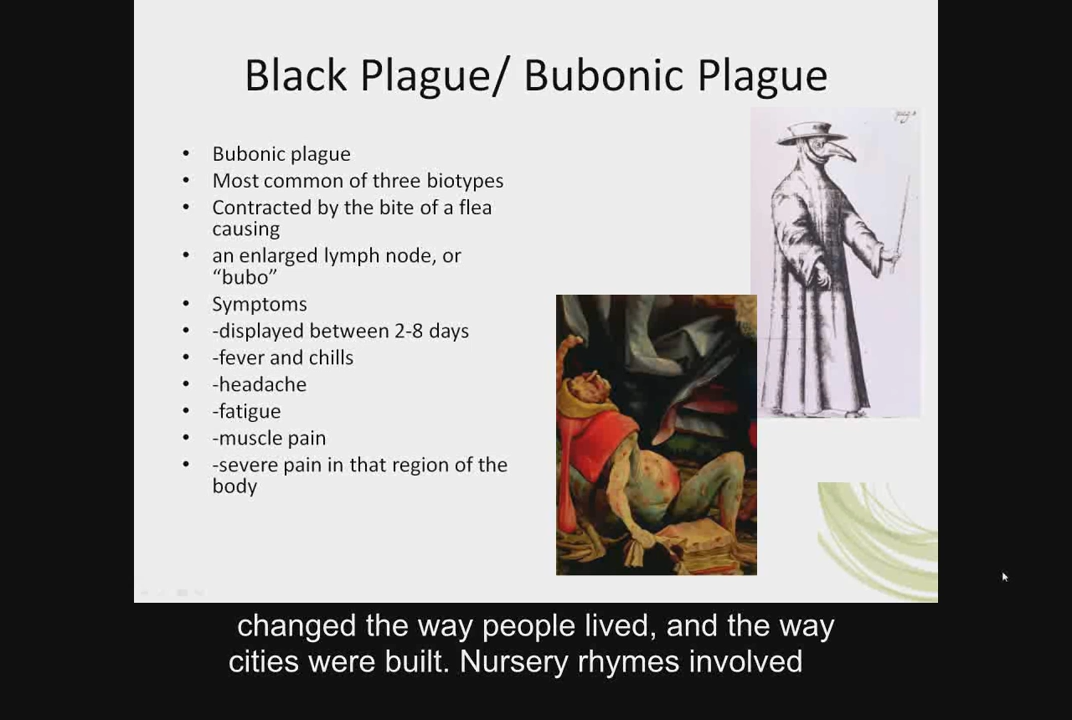 Black Plague/ Bubonic Plague
• Bubonic plague
• Most common of three biotypes
• Contracted by the bite of a flea
causing
• an enlarged lymph node, or
“bubo”
• Symptoms
• -displayed between 2-8 days
• -fever and chills
• -headache
• -fatigue
• -muscle pain
• -severe pain in that region of the
body
changed the way people lived, and the way
cities were built. Nursery rhymes involved